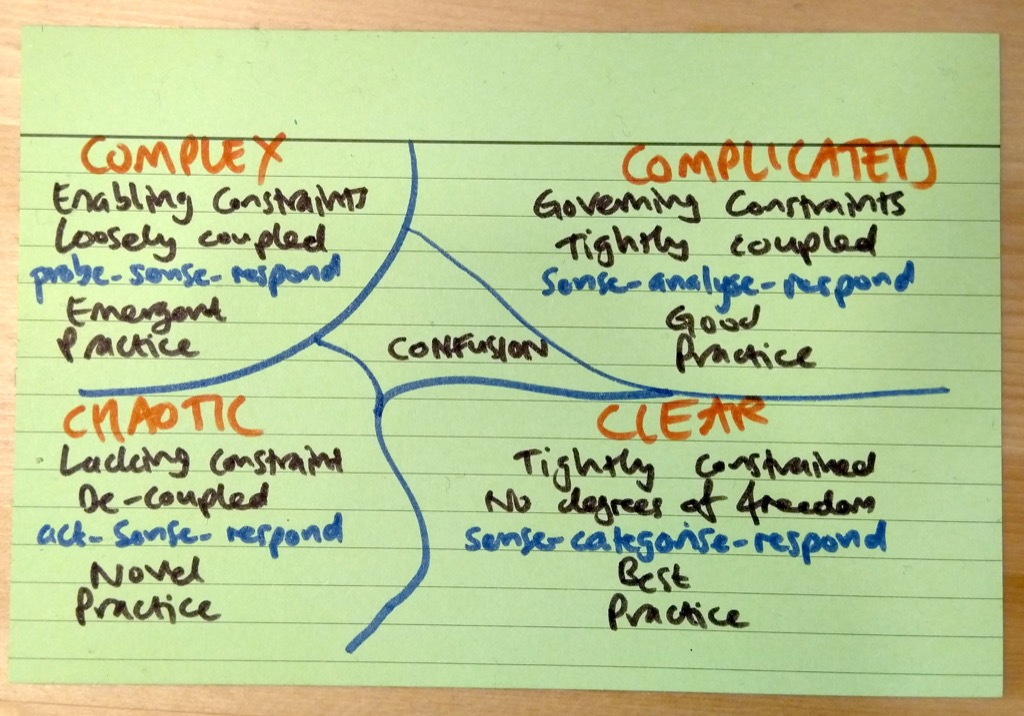 COMPLEX
Enabling Constraints
Loosely coupled
probe-sense-respond
Emergent
Practice
COMPLICATED
Governing Constraints
Tightly coupled
sense-analyse-respond
Good
Practice
CONFUSION
CHAOTIC
Lacking constraint
De-coupled
act-sense-respond
Novel
Practice
CLEAR
Tightly constrained
No degrees of freedom
sense-categorise-respond
Best
Practice